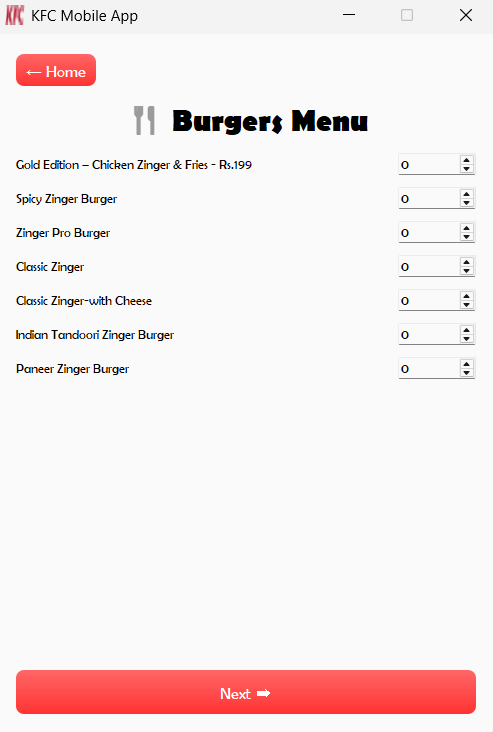 KFC KFC Mobile App
← Home
Burgers Menu
Gold Edition – Chicken Zinger & Fries - Rs.199 0
Spicy Zinger Burger 0
Zinger Pro Burger 0
Classic Zinger 0
Classic Zinger-with Cheese 0
Indian Tandoori Zinger Burger 0
Paneer Zinger Burger 0
Next ➡